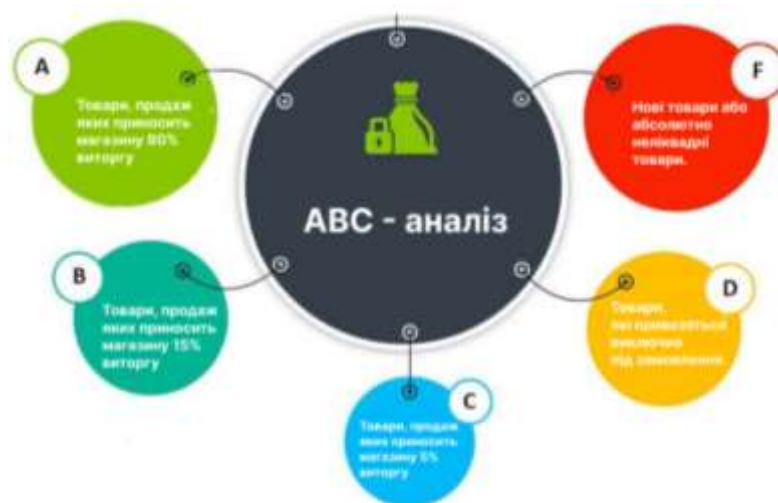 A
Товари, продаж
яких приносить
магазину 80%
виторгу
F
Нові товари або
абсолютно
неліквадні
товари.
ABC - аналіз
B
Товари, продаж
яких приносить
магазину 15%
виторгу
D
Товари,
які привозяться
виключно
під замовлення
C
Товари, продаж
яких приносить
магазину 5%
виторгу